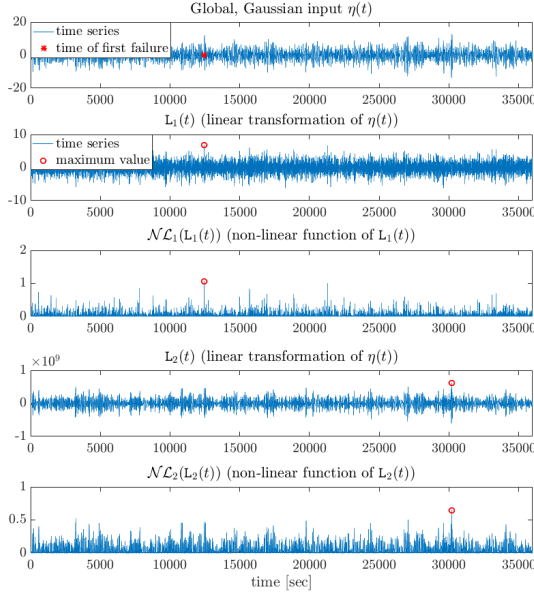 Global, Gaussian input η(t)
20
0
-20
time series
time of first failure
0 5000 10000 15000 20000 25000 30000 35000
L₁(t) (linear transformation of η(t))
10
0
-10
time series
maximum value
0 5000 10000 15000 20000 25000 30000 35000
𝒩ℒ₁(L₁(t)) (non-linear function of L₁(t))
2
1
0
0 5000 10000 15000 20000 25000 30000 35000
L₂(t) (linear transformation of η(t))
×10⁹
1
0
-1
0 5000 10000 15000 20000 25000 30000 35000
𝒩ℒ₂(L₂(t)) (non-linear function of L₂(t))
1
0.5
0
0 5000 10000 15000 20000 25000 30000 35000
time [sec]